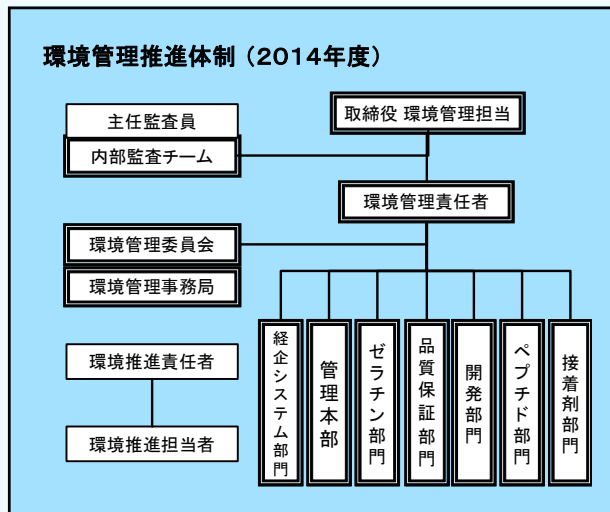 環境管理推進体制（2014年度）
主任監査員
内部監査チーム
取締役 環境管理担当
環境管理責任者
環境管理委員会
環境管理事務局
環境推進責任者
環境推進担当者
経企システム部門
管理本部
ゼラチン部門
品質保証部門
開発部門
ペプチド部門
接着剤部門